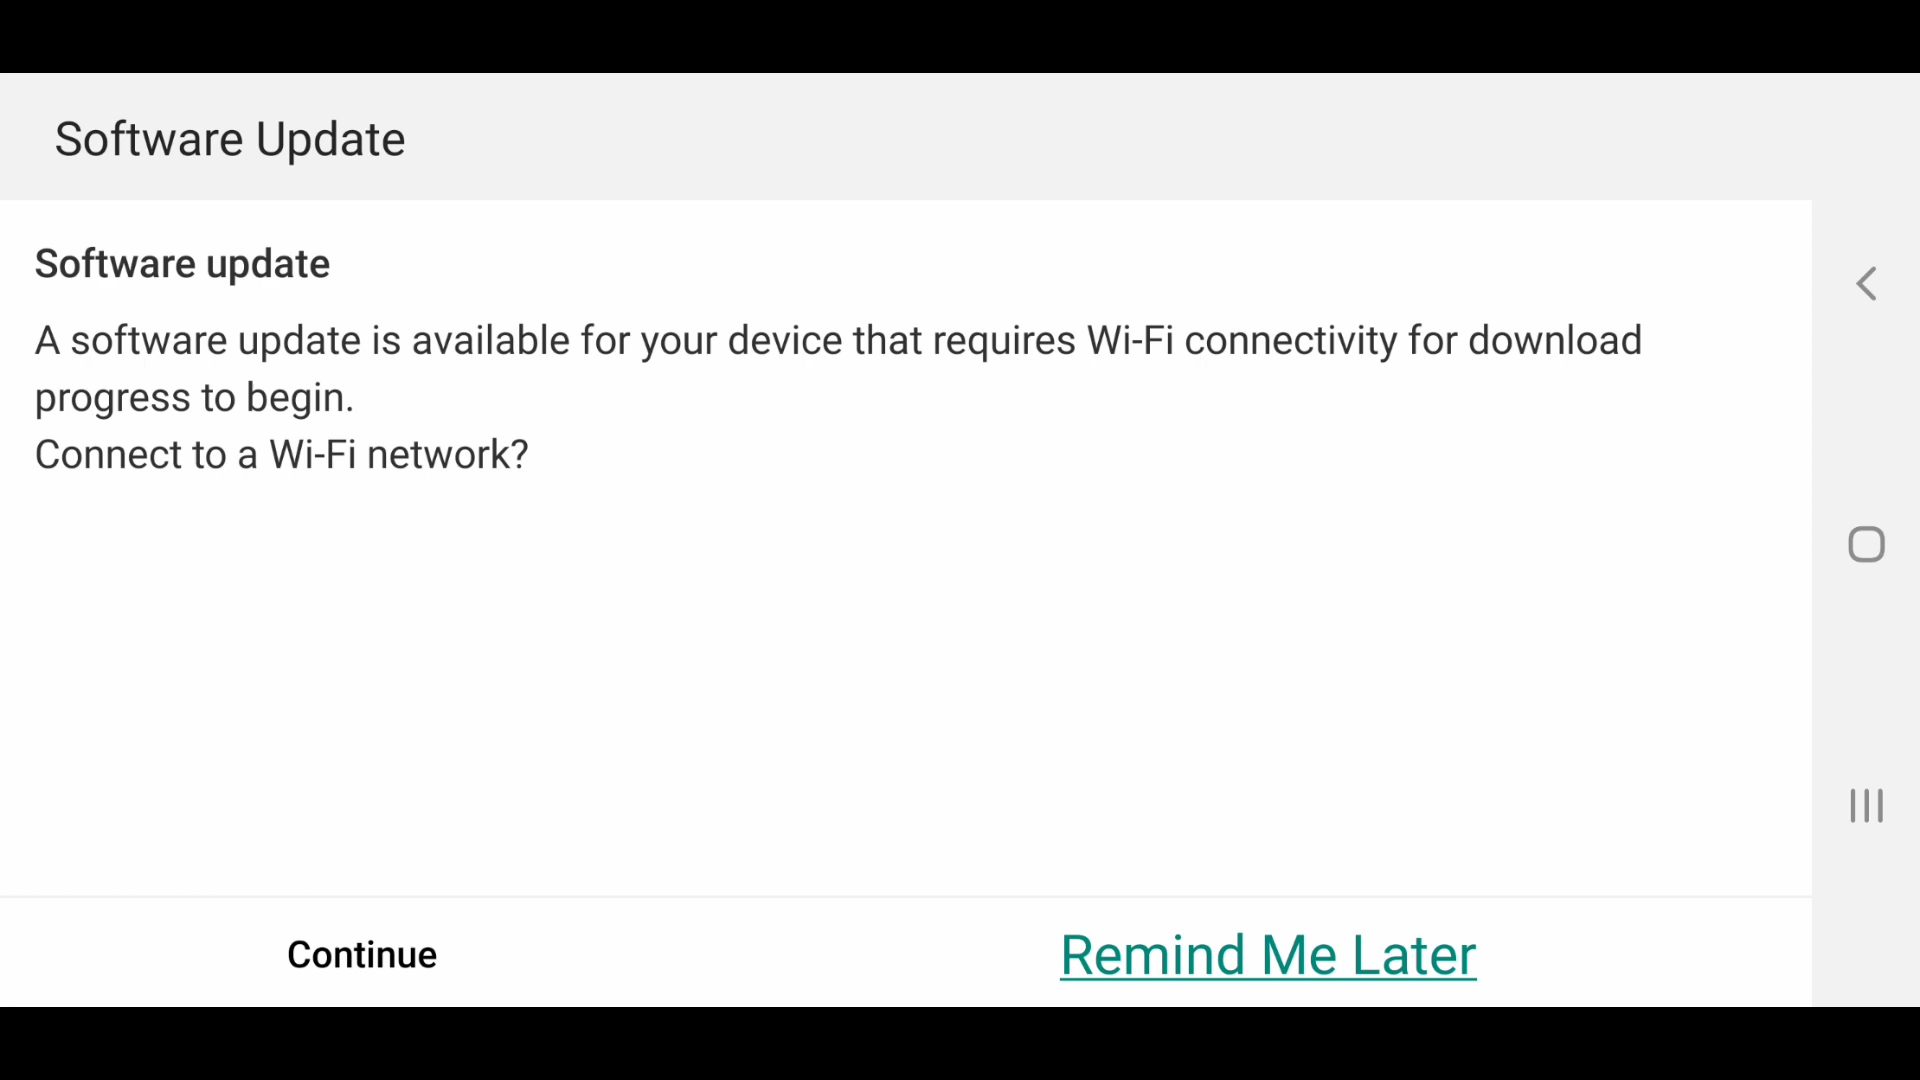 Software Update
Software update
A software update is available for your device that requires Wi-Fi connectivity for download
progress to begin.
Connect to a Wi-Fi network?
Continue
Remind Me Later